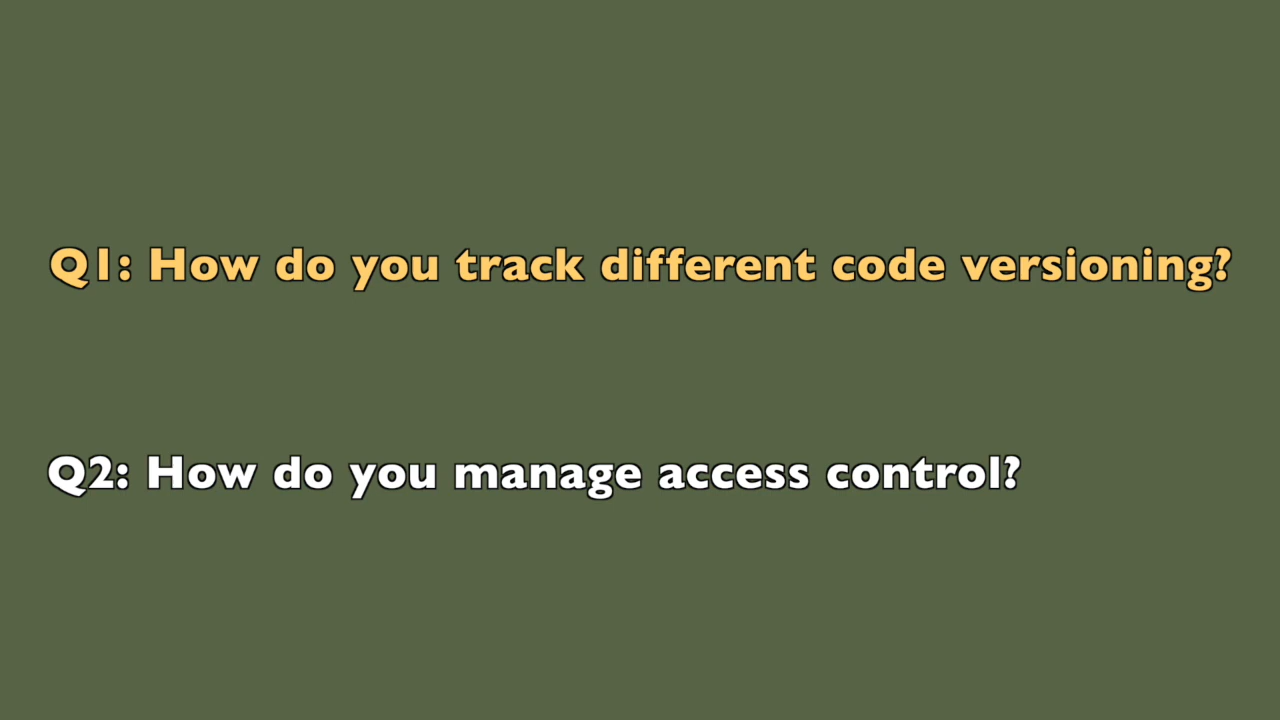 Q1: How do you track different code versioning?
Q2: How do you manage access control?